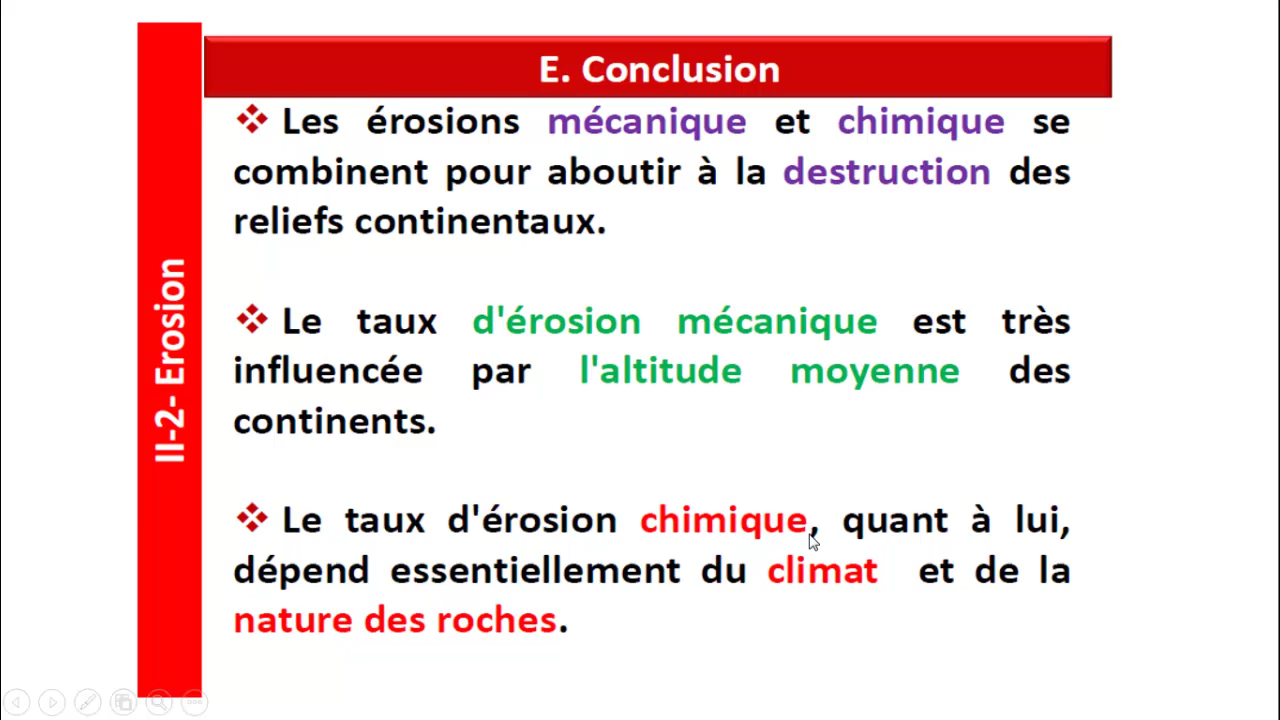 E. Conclusion
II-2- Erosion
Les érosions mécanique et chimique se
combinent pour aboutir à la destruction des
reliefs continentaux.
Le taux d'érosion mécanique est très
influencée par l'altitude moyenne des
continents.
Le taux d'érosion chimique, quant à lui,
dépend essentiellement du climat et de la
nature des roches.